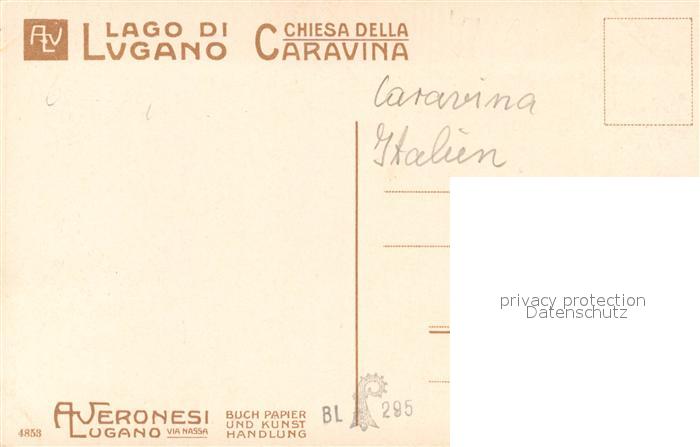 ALV
LAGO DI
LVGANO
CHIESA DELLA
CARAVINA
Caravina
Italien
privacy protection
Datenschutz
A. VERONESI
LUGANO VIA NASSA
BUCH PAPIER
UND KUNST
HANDLUNG
4853
BL 295